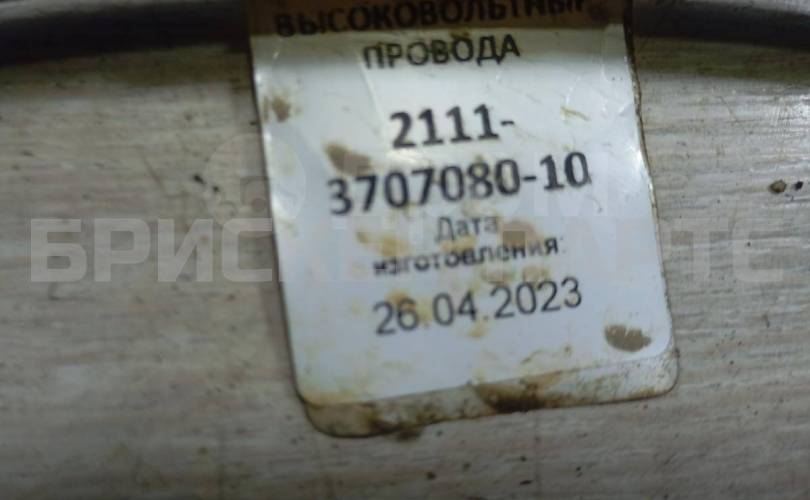 ВЫСОКОВОЛЬТНЫЕ
ПРОВОДА
2111-
3707080-10
Дата
изготовления:
26.04.2023